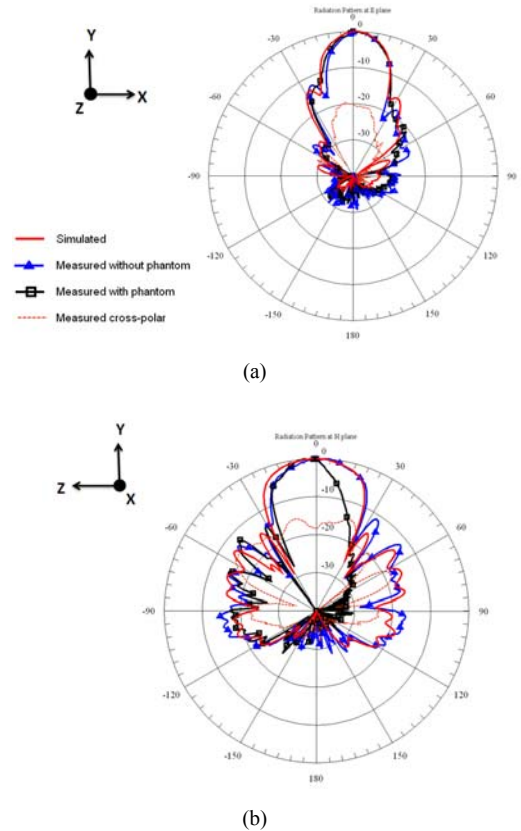 Radiation Pattern at E plane
0
0
-30
30
-10
-20
-60
60
-30
-90
90
-120
120
-150
150
180
Y
Z
X
Simulated
Measured without phantom
Measured with phantom
Measured cross-polar
(a)
Radiation Pattern at H plane
0
0
-30
30
-10
-20
-60
60
-30
-90
90
-120
120
-150
150
180
Y
Z
X
(b)